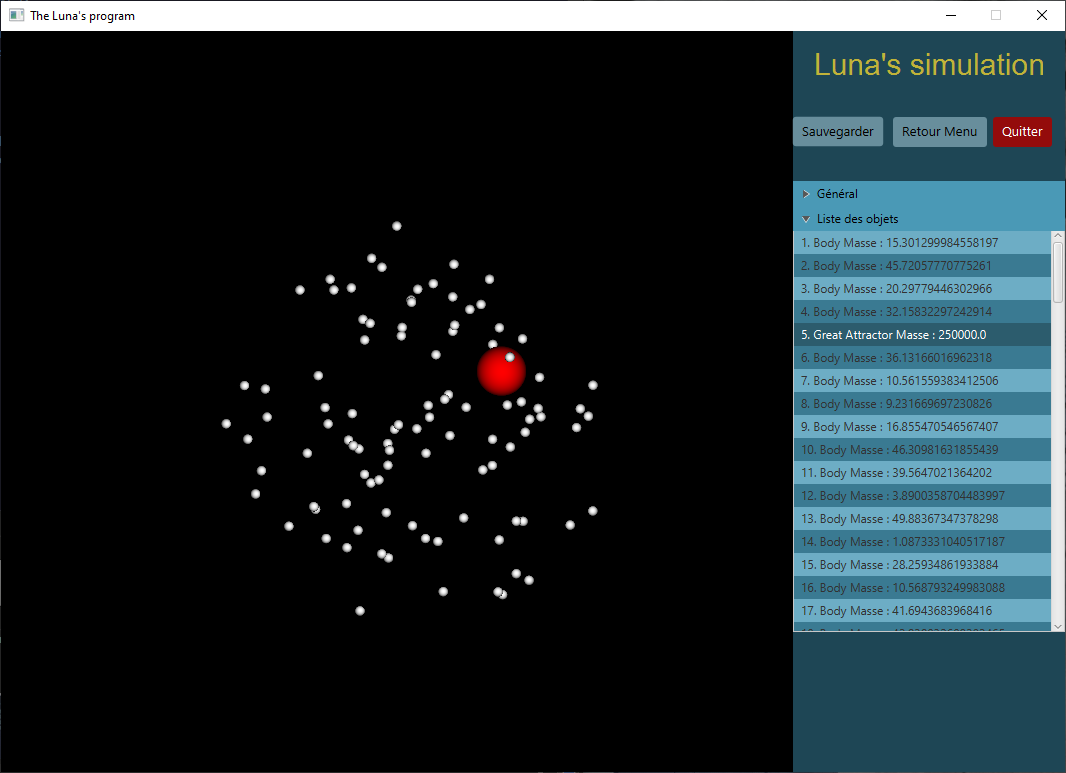 The Luna's program
Luna's simulation
Sauvegarder
Retour Menu
Quitter
Général
Liste des objets
1. Body Masse : 15.301299984558197
2. Body Masse : 45.72057770775261
3. Body Masse : 20.29779446302966
4. Body Masse : 32.15832297242914
5. Great Attractor Masse : 250000.0
6. Body Masse : 36.13166016962318
7. Body Masse : 10.561559383412506
8. Body Masse : 9.231669697230826
9. Body Masse : 16.855470546567407
10. Body Masse : 46.30981631855439
11. Body Masse : 39.5647021364202
12. Body Masse : 3.8900358704483997
13. Body Masse : 49.88367347378298
14. Body Masse : 1.0873331040517187
15. Body Masse : 28.25934861933884
16. Body Masse : 10.568793249983088
17. Body Masse : 41.6943683968416